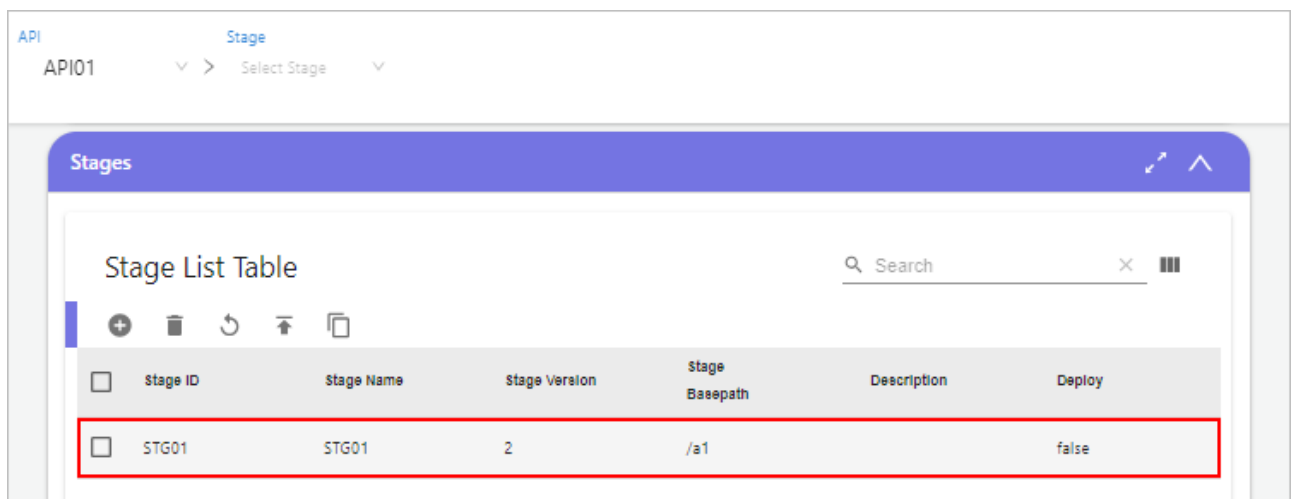 API Stage
API01 > Select Stage
Stages
Stage List Table
Search
Stage ID Stage Name Stage Version Stage Basepath Description Deploy
STG01 STG01 2 /a1 false